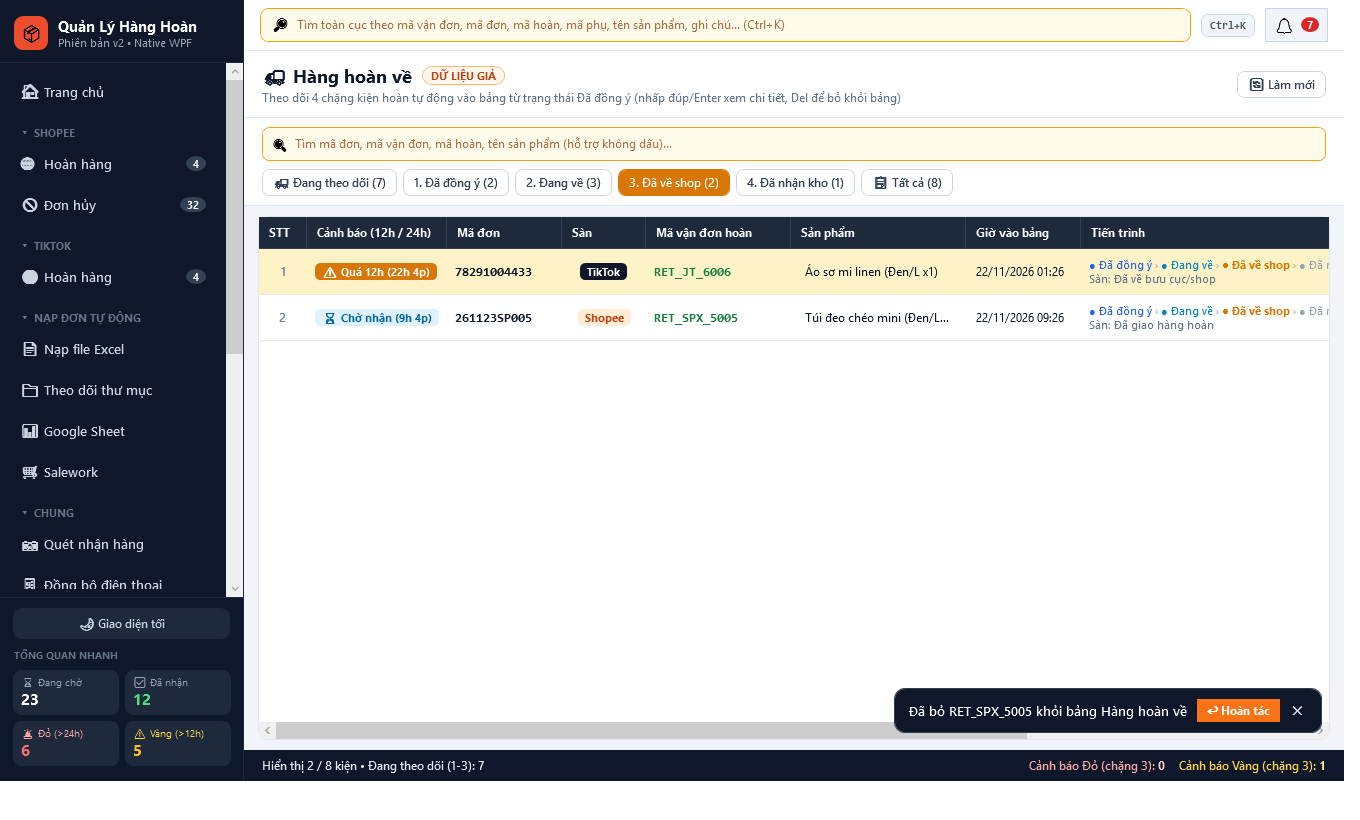 Quản Lý Hàng Hoàn
Phiên bản v2 • Native WPF
Trang chủ
SHOPEE
Hoàn hàng 4
Đơn hủy 32
TIKTOK
Hoàn hàng 4
NẠP ĐƠN TỰ ĐỘNG
Nạp file Excel
Theo dõi thư mục
Google Sheet
Salework
CHUNG
Quét nhận hàng
Đồng bộ điện thoại
Giao diện tối
TỔNG QUAN NHANH
Đang chờ
23
Đã nhận
12
Đỏ (>24h)
6
Vàng (>12h)
5
Tìm toàn cục theo mã vận đơn, mã đơn, mã hoàn, mã phụ, tên sản phẩm, ghi chú... (Ctrl+K)
Ctrl+K
7
Hàng hoàn về DỮ LIỆU GIẢ
Theo dõi 4 chặng kiện hoàn tự động vào bảng từ trạng thái Đã đồng ý (nhấp đúp/Enter xem chi tiết, Del để bỏ khỏi bảng)
Làm mới
Tìm mã đơn, mã vận đơn, mã hoàn, tên sản phẩm (hỗ trợ không dấu)...
Đang theo dõi (7) 1. Đã đồng ý (2) 2. Đang về (3) 3. Đã về shop (2) 4. Đã nhận kho (1) Tất cả (8)
STT Cảnh báo (12h / 24h) Mã đơn Sàn Mã vận đơn hoàn Sản phẩm Giờ vào bảng Tiến trình
1 Quá 12h (22h 4p) 78291004433 TikTok RET_JT_6006 Áo sơ mi linen (Đen/L x1) 22/11/2026 01:26 • Đã đồng ý › • Đang về › • Đã về shop › • Đã
Sàn: Đã về bưu cục/shop
2 Chờ nhận (9h 4p) 261123SP005 Shopee RET_SPX_5005 Túi đeo chéo mini (Đen/L... 22/11/2026 09:26 • Đã đồng ý › • Đang về › • Đã về shop › • Đã
Sàn: Đã giao hàng hoàn
Đã bỏ RET_SPX_5005 khỏi bảng Hàng hoàn về Hoàn tác
Hiển thị 2 / 8 kiện • Đang theo dõi (1-3): 7
Cảnh báo Đỏ (chặng 3): 0 Cảnh báo Vàng (chặng 3): 1